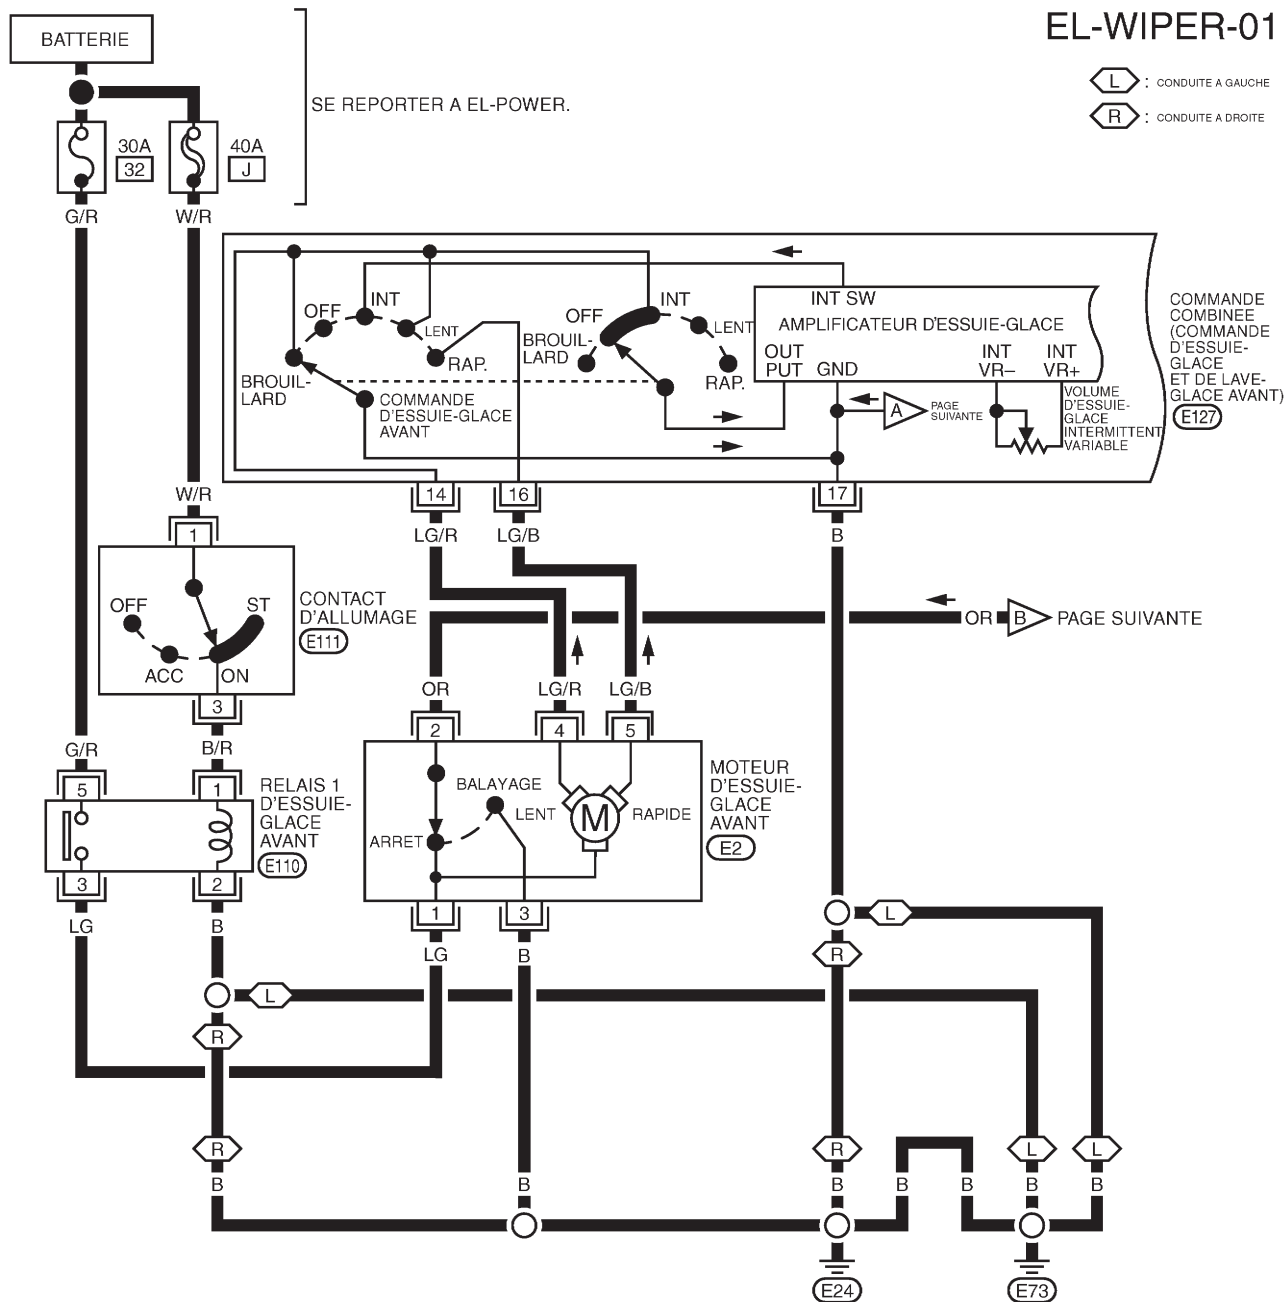 EL-WIPER-01
BATTERIE
L : CONDUITE A GAUCHE
R : CONDUITE A DROITE
SE REPORTER A EL-POWER.
30A
32
40A
J
G/R
W/R
INT SW
AMPLIFICATEUR D'ESSUIE-GLACE
OUT
PUT
GND
INT
VR–
INT
VR+
OFF
INT
LENT
RAP.
BROUIL-
LARD
COMMANDE
D'ESSUIE-GLACE
AVANT
OFF
INT
LENT
BROUIL-
LARD
RAP.
A
PAGE
SUIVANTE
VOLUME
D'ESSUIE-
GLACE
INTERMITTENT
VARIABLE
COMMANDE
COMBINEE
(COMMANDE
D'ESSUIE-
GLACE
ET DE LAVE-
GLACE AVANT)
E127
W/R
14
16
17
LG/R
LG/B
B
1
OFF
ST
ACC
ON
CONTACT
D'ALLUMAGE
E111
OR
B
PAGE SUIVANTE
3
OR
LG/R
LG/B
G/R
B/R
2
4
5
5
1
RELAIS 1
D'ESSUIE-
GLACE
AVANT
E110
BALAYAGE
LENT
M
RAPIDE
ARRET
MOTEUR
D'ESSUIE-
GLACE
AVANT
E2
3
2
1
3
LG
B
LG
B
L
R
L
R
R
R
L
L
B
B
B
B
B
B
B
E24
E73